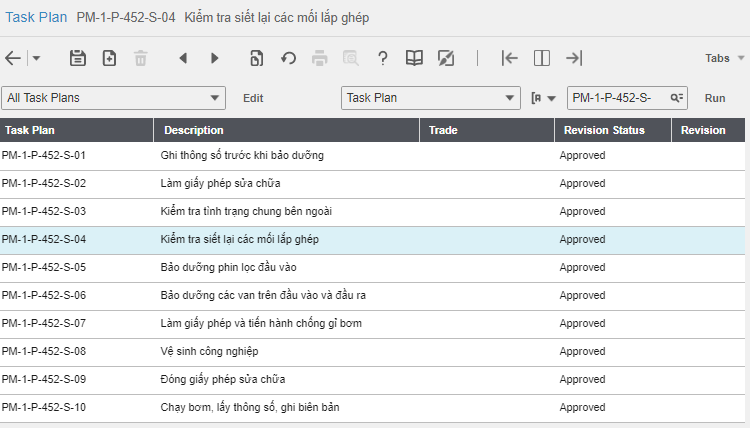 Task Plan PM-1-P-452-S-04 Kiểm tra siết lại các mối lắp ghép
Tabs
All Task Plans Edit Task Plan PM-1-P-452-S- Run
Task Plan Description Trade Revision Status Revision
PM-1-P-452-S-01 Ghi thông số trước khi bảo dưỡng Approved
PM-1-P-452-S-02 Làm giấy phép sửa chữa Approved
PM-1-P-452-S-03 Kiểm tra tình trạng chung bên ngoài Approved
PM-1-P-452-S-04 Kiểm tra siết lại các mối lắp ghép Approved
PM-1-P-452-S-05 Bảo dưỡng phin lọc đầu vào Approved
PM-1-P-452-S-06 Bảo dưỡng các van trên đầu vào và đầu ra Approved
PM-1-P-452-S-07 Làm giấy phép và tiến hành chống gỉ bơm Approved
PM-1-P-452-S-08 Vệ sinh công nghiệp Approved
PM-1-P-452-S-09 Đóng giấy phép sửa chữa Approved
PM-1-P-452-S-10 Chạy bơm, lấy thông số, ghi biên bản Approved